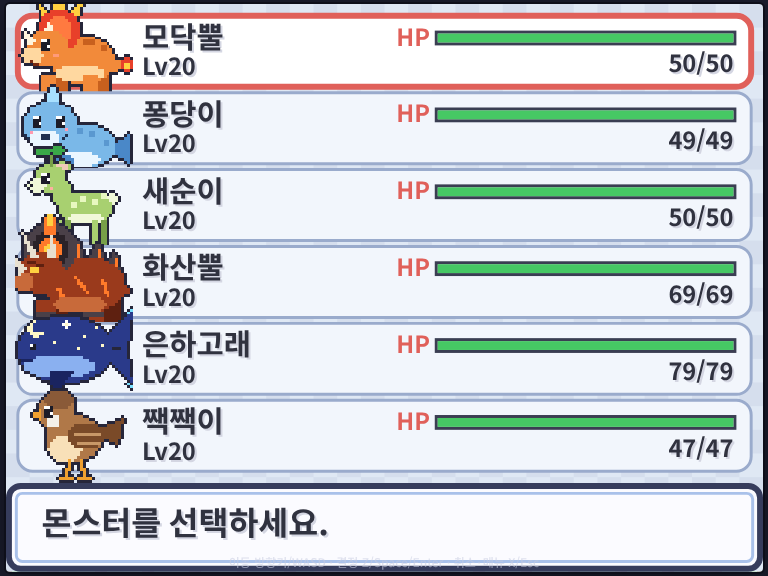 모닥뿔
HP
Lv20
50/50
퐁당이
HP
Lv20
49/49
새순이
HP
Lv20
50/50
화산뿔
HP
Lv20
69/69
은하고래
HP
Lv20
79/79
짹짹이
HP
Lv20
47/47
몬스터를 선택하세요.